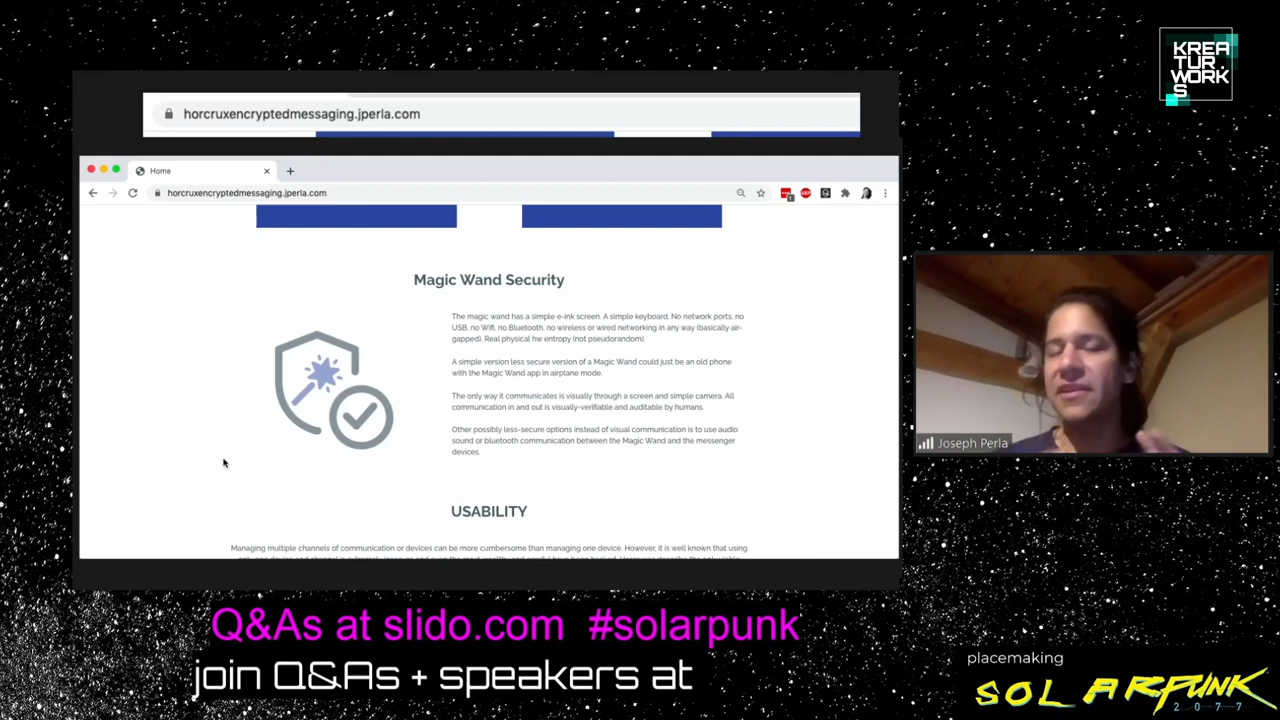 KREA
TUR.
WORK
S
horcruxencryptedmessaging.jperla.com
Home
horcruxencryptedmessaging.jperla.com
Magic Wand Security
The magic wand has a simple e-ink screen. A simple keyboard. No network ports, no
USB, no Wifi, no Bluetooth, no wireless or wired networking in any way (basically air-
gapped). Real physical hw entropy (not pseudorandom).
A simple version less secure version of a Magic Wand could just be an old phone
with the Magic Wand app in airplane mode.
The only way it communicates is visually through a screen and simple camera. All
communication in and out is visually-verifiable and auditable by humans.
Other possibly less-secure options instead of visual communication is to use audio
sound or bluetooth communication between the Magic Wand and the messenger
devices.
USABILITY
Managing multiple channels of communication or devices can be more cumbersome than managing one device. However, it is well known that using
Joseph Perla
Q&As at slido.com #solarpunk
join Q&As + speakers at
placemaking
SOLARPUNK
2077